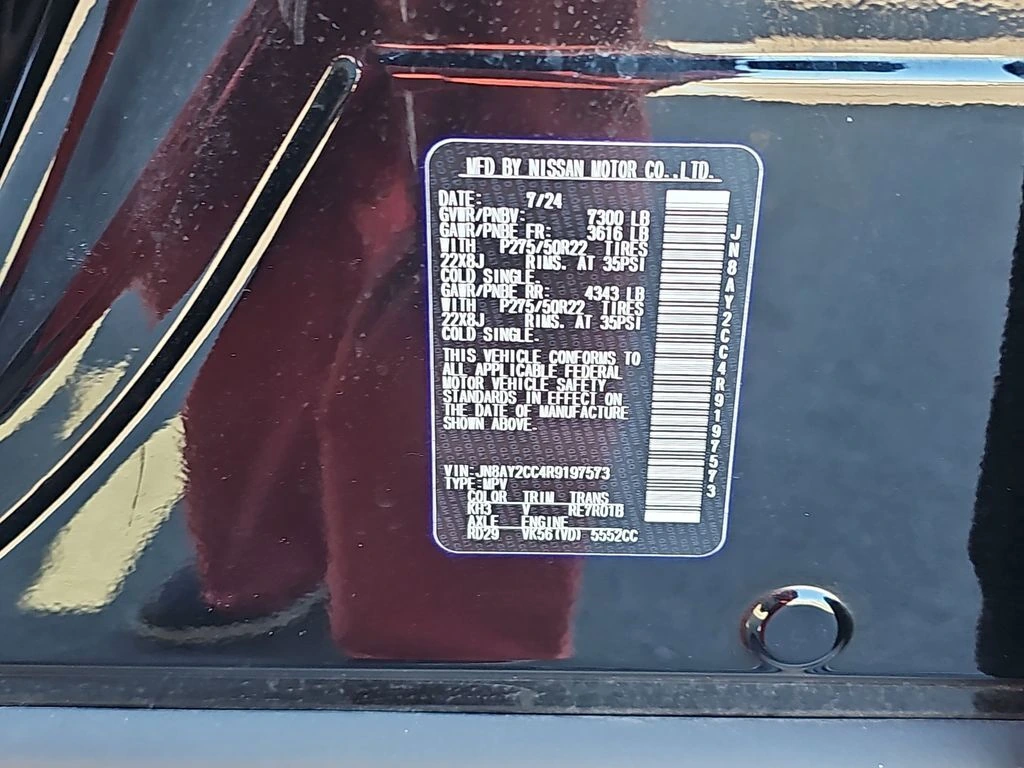 MFD BY NISSAN MOTOR CO.,LTD.
DATE: 7/24
GVWR/PNBV: 7300 LB
GAWR/PNBE FR: 3616 LB
WITH P275/50R22 TIRES
22X8J RIMS. AT 35PSI
COLD SINGLE.
GAWR/PNBE RR: 4343 LB
WITH P275/50R22 TIRES
22X8J RIMS. AT 35PSI
COLD SINGLE.
THIS VEHICLE CONFORMS TO
ALL APPLICABLE FEDERAL
MOTOR VEHICLE SAFETY
STANDARDS IN EFFECT ON
THE DATE OF MANUFACTURE
SHOWN ABOVE.
VIN:JN8AY2CC4R9197573
TYPE:MPV
COLOR TRIM TRANS
KH3 V RE7R01B
AXLE ENGINE
RD29 VK56(VD) 5552CC
JN8AY2CC4R9197573